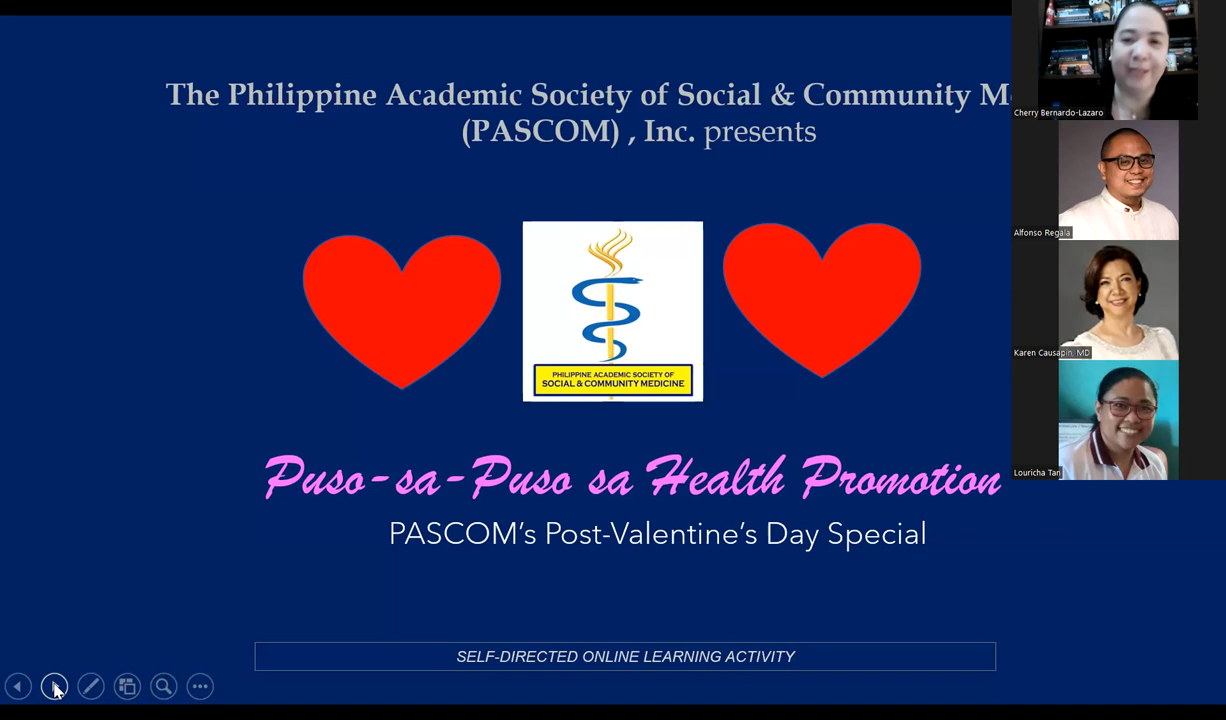 The Philippine Academic Society of Social & Community M
(PASCOM) , Inc. presents
PHILIPPINE ACADEMIC SOCIETY OF
SOCIAL & COMMUNITY MEDICINE
Puso-sa-Puso sa Health Promotion
PASCOM's Post-Valentine's Day Special
SELF-DIRECTED ONLINE LEARNING ACTIVITY
Cherry Bernardo-Lazaro
Alfonso Regala
Karen Causapin, MD
Louricha Tan